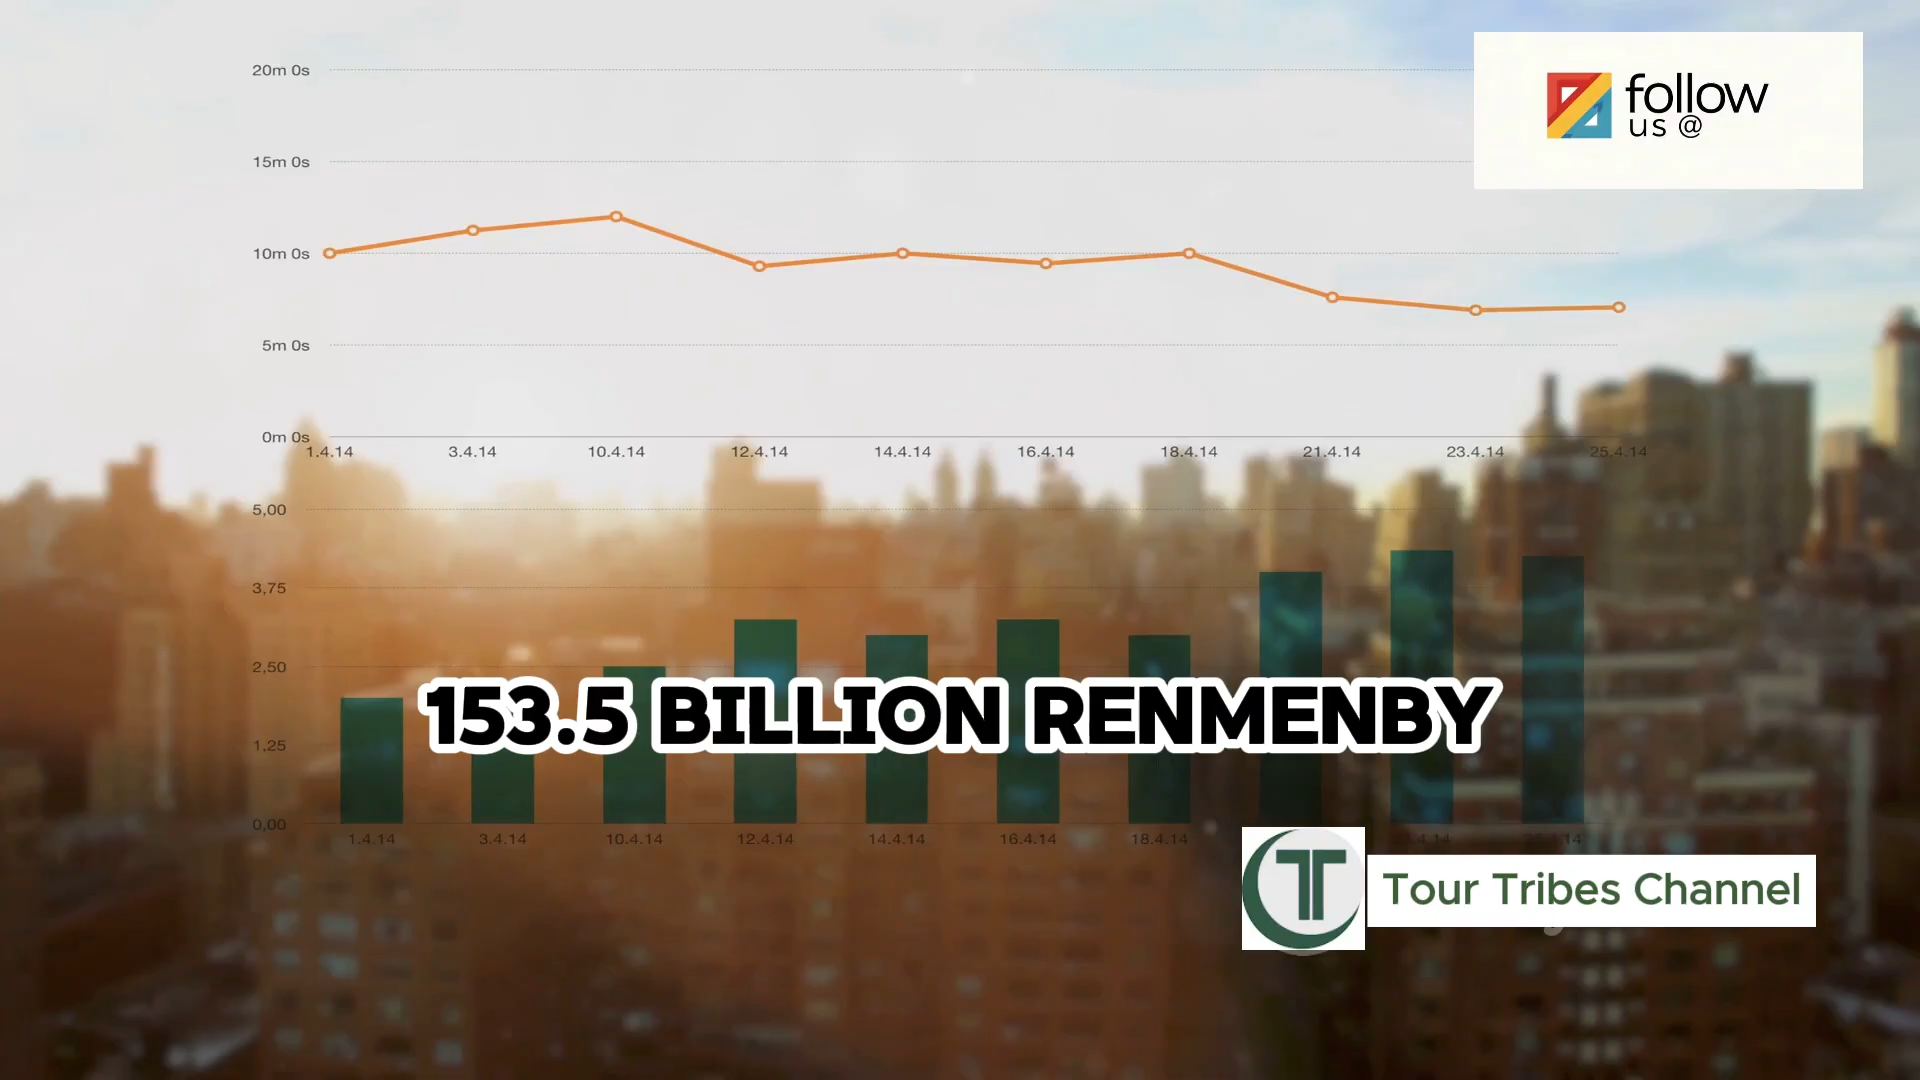 20m 0s
15m 0s
10m 0s
5m 0s
0m 0s
1.4.14 3.4.14 10.4.14 12.4.14 14.4.14 16.4.14 18.4.14 21.4.14 23.4.14 25.4.14
follow
us @
5,00
3,75
2,50
1,25
0,00
153.5 BILLION RENMENBY
1.4.14 3.4.14 10.4.14 12.4.14 14.4.14 16.4.14 18.4.14
T
Tour Tribes Channel